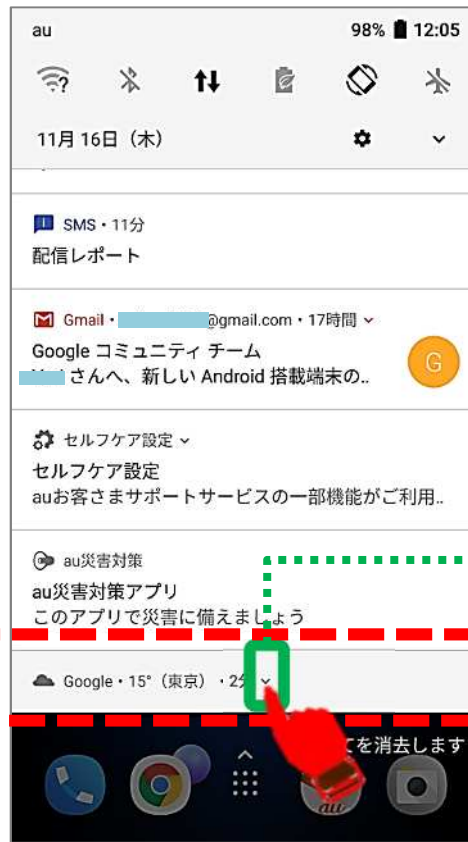 au 98% 12:05
11月 16日（木）
SMS・11分
配信レポート
Gmail・ @gmail.com・17時間
Google コミュニティ チーム
さんへ、新しい Android 搭載端末の..
G
セルフケア設定
セルフケア設定
auお客さまサポートサービスの一部機能がご利用..
au災害対策
au災害対策アプリ
このアプリで災害に備えましょう
Google・15°（東京）・2分
てを消去します
au